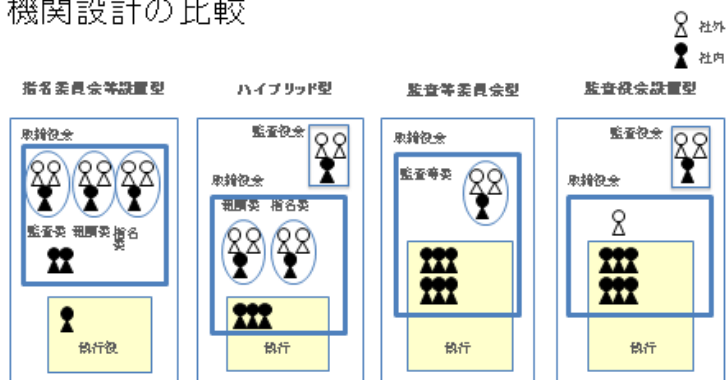 機関設計の比較
社外
社内
指名委員会等設置型
ハイブリッド型
監査等委員会型
監査役会設置型
取締役会
監査委 報酬委 指名委
執行役
監査役会
取締役会
報酬委 指名委
執行
取締役会
監査等委
執行
監査役会
取締役会
執行